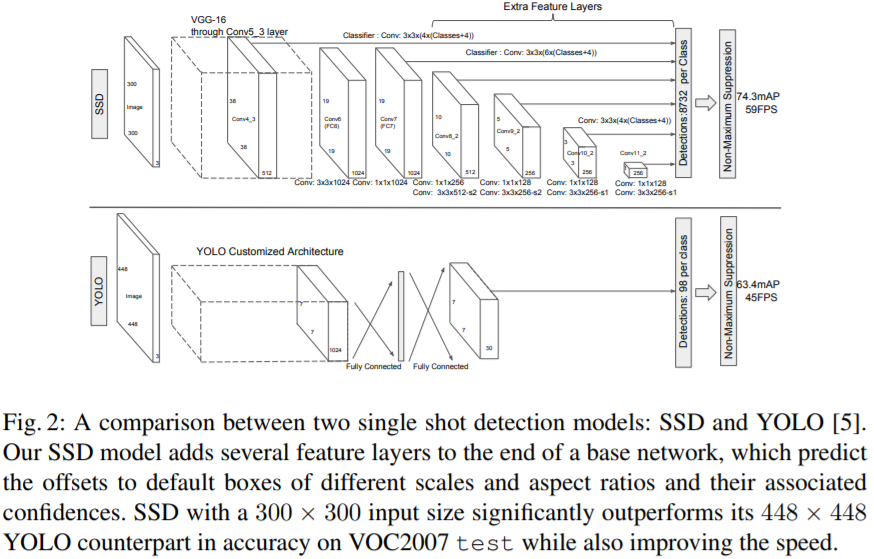 Extra Feature Layers
VGG-16
through Conv5_3 layer
Classifier : Conv: 3x3x(4x(Classes+4))
Classifier : Conv: 3x3x(6x(Classes+4))
SSD
300
Image
300
3
38
Conv4_3
38
512
19
Conv6
(FC6)
19
1024
19
Conv7
(FC7)
19
1024
10
Conv8_2
10
512
5
Conv9_2
5
256
Conv: 3x3x(4x(Classes+4))
3
Conv10_2
3
256
Conv11_2
256
Detections:8732 per Class
Non-Maximum Suppression
74.3mAP
59FPS
Conv: 3x3x1024
Conv: 1x1x1024
Conv: 1x1x256
Conv: 3x3x512-s2
Conv: 1x1x128
Conv: 3x3x256-s2
Conv: 1x1x128
Conv: 3x3x256-s1
Conv: 1x1x128
Conv: 3x3x256-s1
YOLO
448
Image
448
3
YOLO Customized Architecture
7
7
1024
Fully Connected
Fully Connected
7
7
30
Detections: 98 per class
Non-Maximum Suppression
63.4mAP
45FPS
Fig. 2: A comparison between two single shot detection models: SSD and YOLO [5].
Our SSD model adds several feature layers to the end of a base network, which predict
the offsets to default boxes of different scales and aspect ratios and their associated
confidences. SSD with a 300 × 300 input size significantly outperforms its 448 × 448
YOLO counterpart in accuracy on VOC2007 test while also improving the speed.